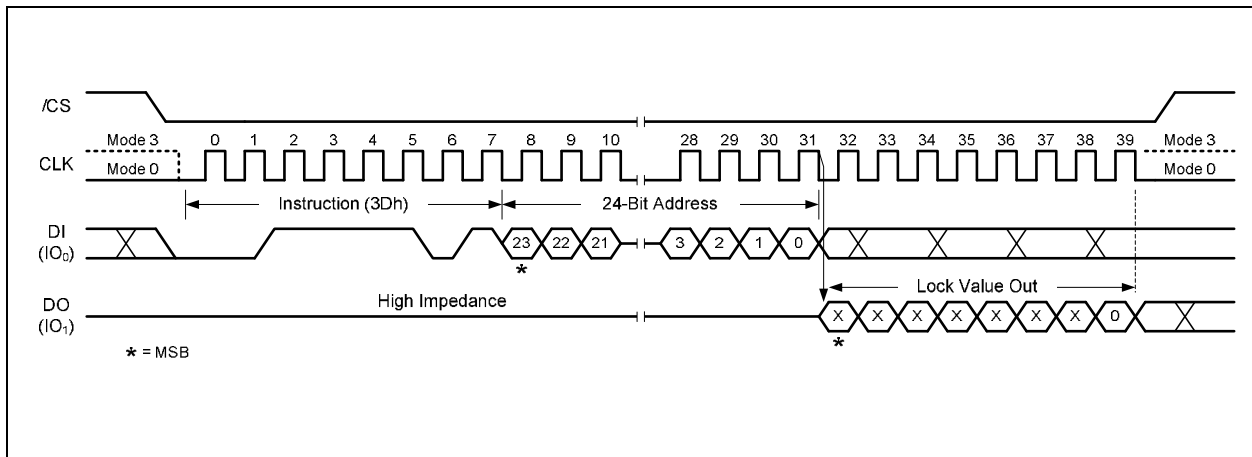 /CS
Mode 3 0 1 2 3 4 5 6 7 8 9 10 28 29 30 31 32 33 34 35 36 37 38 39 Mode 3
CLK Mode 0 Mode 0
Instruction (3Dh) 24-Bit Address
DI
(IO0) 23 22 21 3 2 1 0
*
High Impedance Lock Value Out
DO
(IO1) X X X X X X X 0
* = MSB *